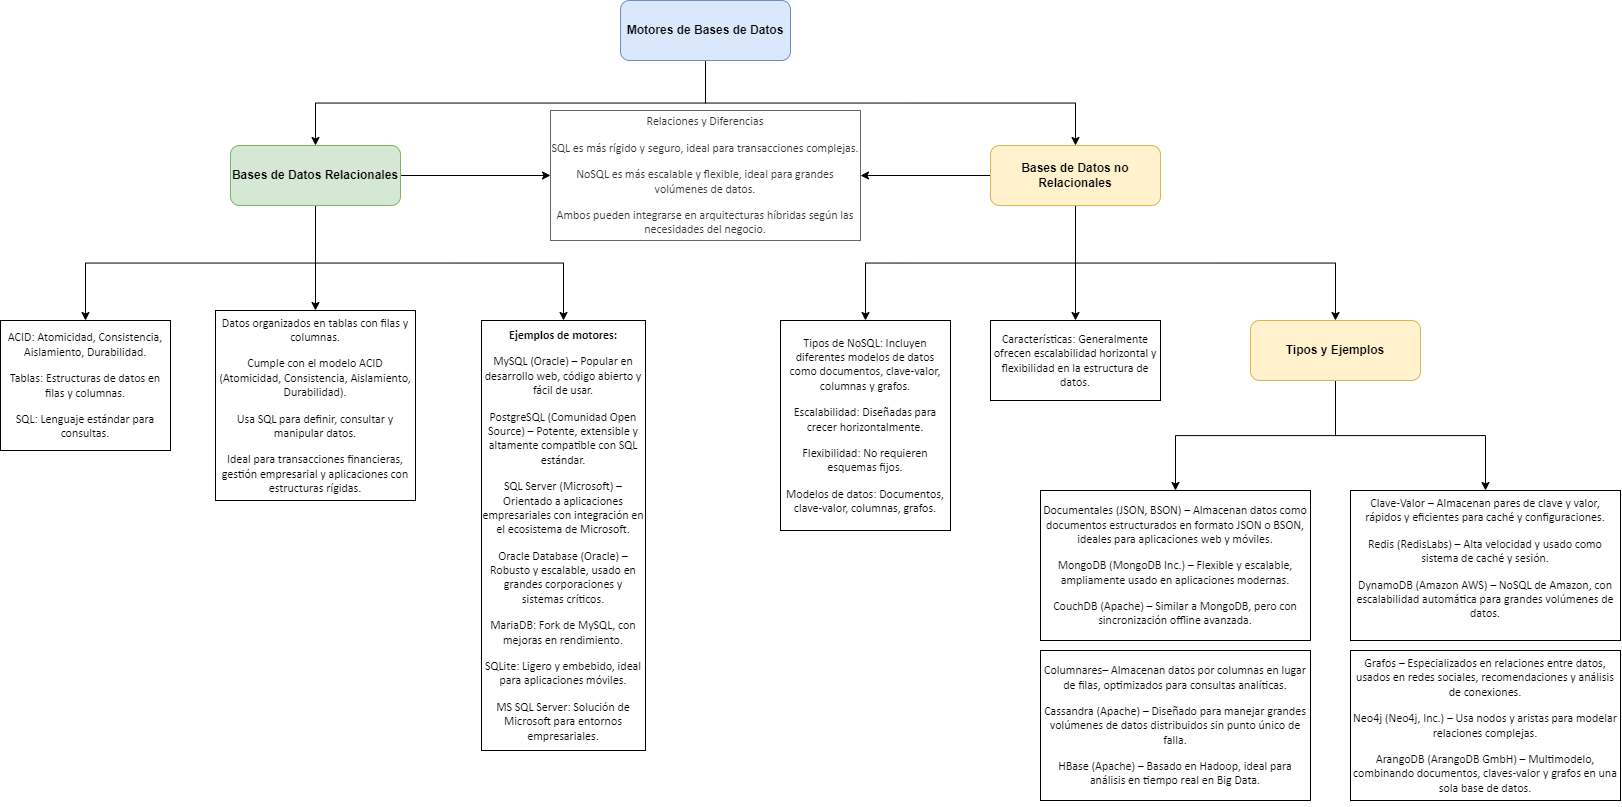 Motores de Bases de Datos
Relaciones y Diferencias
SQL es más rígido y seguro, ideal para transacciones complejas.
NoSQL es más escalable y flexible, ideal para grandes
volúmenes de datos.
Ambos pueden integrarse en arquitecturas híbridas según las
necesidades del negocio.
Bases de Datos Relacionales
Bases de Datos no
Relacionales
ACID: Atomicidad, Consistencia,
Aislamiento, Durabilidad.
Tablas: Estructuras de datos en
filas y columnas.
SQL: Lenguaje estándar para
consultas.
Datos organizados en tablas con filas y
columnas.
Cumple con el modelo ACID
(Atomicidad, Consistencia, Aislamiento,
Durabilidad).
Usa SQL para definir, consultar y
manipular datos.
Ideal para transacciones financieras,
gestión empresarial y aplicaciones con
estructuras rígidas.
Ejemplos de motores:
MySQL (Oracle) – Popular en
desarrollo web, código abierto y
fácil de usar.
PostgreSQL (Comunidad Open
Source) – Potente, extensible y
altamente compatible con SQL
estándar.
SQL Server (Microsoft) –
Orientado a aplicaciones
empresariales con integración en
el ecosistema de Microsoft.
Oracle Database (Oracle) –
Robusto y escalable, usado en
grandes corporaciones y
sistemas críticos.
MariaDB: Fork de MySQL, con
mejoras en rendimiento.
SQLite: Ligero y embebido, ideal
para aplicaciones móviles.
MS SQL Server: Solución de
Microsoft para entornos
empresariales.
Tipos de NoSQL: Incluyen
diferentes modelos de datos
como documentos, clave-valor,
columnas y grafos.
Escalabilidad: Diseñadas para
crecer horizontalmente.
Flexibilidad: No requieren
esquemas fijos.
Modelos de datos: Documentos,
clave-valor, columnas, grafos.
Características: Generalmente
ofrecen escalabilidad horizontal y
flexibilidad en la estructura de
datos.
Tipos y Ejemplos
Documentales (JSON, BSON) – Almacenan datos como
documentos estructurados en formato JSON o BSON,
ideales para aplicaciones web y móviles.
MongoDB (MongoDB Inc.) – Flexible y escalable,
ampliamente usado en aplicaciones modernas.
CouchDB (Apache) – Similar a MongoDB, pero con
sincronización offline avanzada.
Clave-Valor – Almacenan pares de clave y valor,
rápidos y eficientes para caché y configuraciones.
Redis (RedisLabs) – Alta velocidad y usado como
sistema de caché y sesión.
DynamoDB (Amazon AWS) – NoSQL de Amazon, con
escalabilidad automática para grandes volúmenes de
datos.
Columnares– Almacenan datos por columnas en lugar
de filas, optimizados para consultas analíticas.
Cassandra (Apache) – Diseñado para manejar grandes
volúmenes de datos distribuidos sin punto único de
falla.
HBase (Apache) – Basado en Hadoop, ideal para
análisis en tiempo real en Big Data.
Grafos – Especializados en relaciones entre datos,
usados en redes sociales, recomendaciones y análisis
de conexiones.
Neo4j (Neo4j, Inc.) – Usa nodos y aristas para modelar
relaciones complejas.
ArangoDB (ArangoDB GmbH) – Multimodelo,
combinando documentos, claves-valor y grafos en una
sola base de datos.